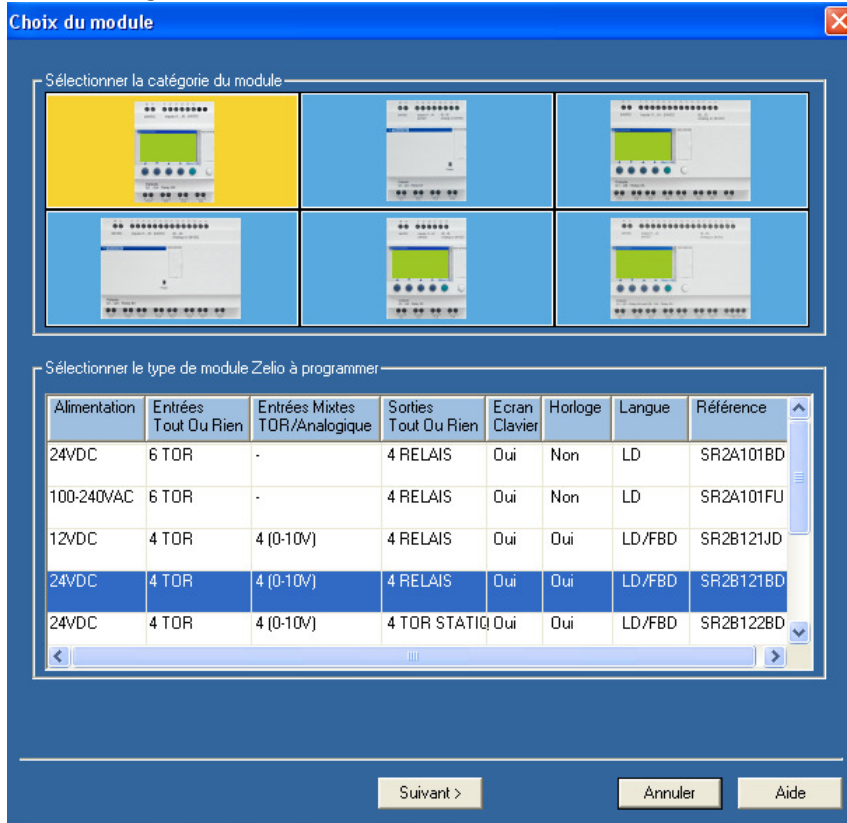 Choix du module
Sélectionner la catégorie du module
Sélectionner le type de module Zelio à programmer
Alimentation Entrées Tout Ou Rien Entrées Mixtes TOR/Analogique Sorties Tout Ou Rien Ecran Clavier Horloge Langue Référence
24VDC 6 TOR - 4 RELAIS Oui Non LD SR2A101BD
100-240VAC 6 TOR - 4 RELAIS Oui Non LD SR2A101FU
12VDC 4 TOR 4 (0-10V) 4 RELAIS Oui Oui LD/FBD SR2B121JD
24VDC 4 TOR 4 (0-10V) 4 RELAIS Oui Oui LD/FBD SR2B121BD
24VDC 4 TOR 4 (0-10V) 4 TOR STATIQ Oui Oui LD/FBD SR2B122BD
Suivant > Annuler Aide